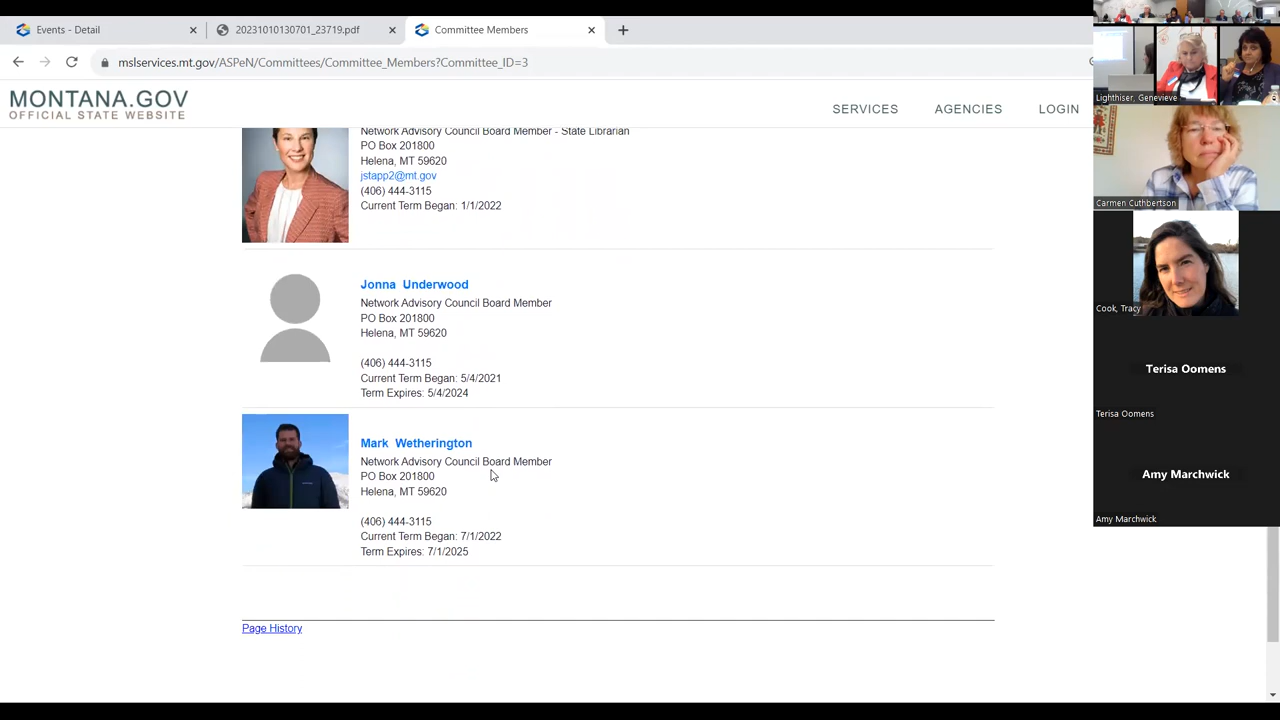 Events - Detail
20231010130701_23719.pdf
Committee Members
mslservices.mt.gov/ASPeN/Committees/Committee_Members?Committee_ID=3
MONTANA.GOV
OFFICIAL STATE WEBSITE
SERVICES
AGENCIES
LOGIN
Network Advisory Council Board Member - State Librarian
PO Box 201800
Helena, MT 59620
jstapp2@mt.gov
(406) 444-3115
Current Term Began: 1/1/2022
Jonna Underwood
Network Advisory Council Board Member
PO Box 201800
Helena, MT 59620
(406) 444-3115
Current Term Began: 5/4/2021
Term Expires: 5/4/2024
Mark Wetherington
Network Advisory Council Board Member
PO Box 201800
Helena, MT 59620
(406) 444-3115
Current Term Began: 7/1/2022
Term Expires: 7/1/2025
Page History
Lighthiser, Genevieve
Carmen Cuthbertson
Cook, Tracy
Terisa Oomens
Terisa Oomens
Amy Marchwick
Amy Marchwick